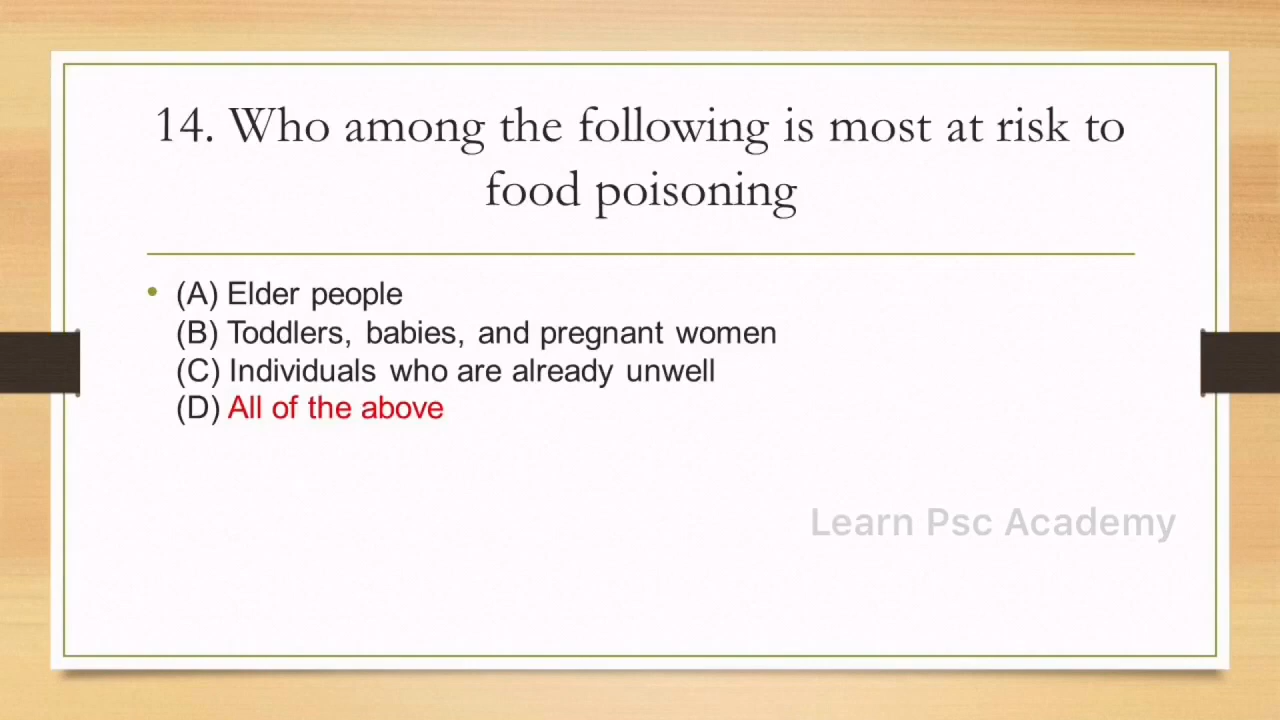 14. Who among the following is most at risk to
food poisoning
• (A) Elder people
(B) Toddlers, babies, and pregnant women
(C) Individuals who are already unwell
(D) All of the above
Learn Psc Academy